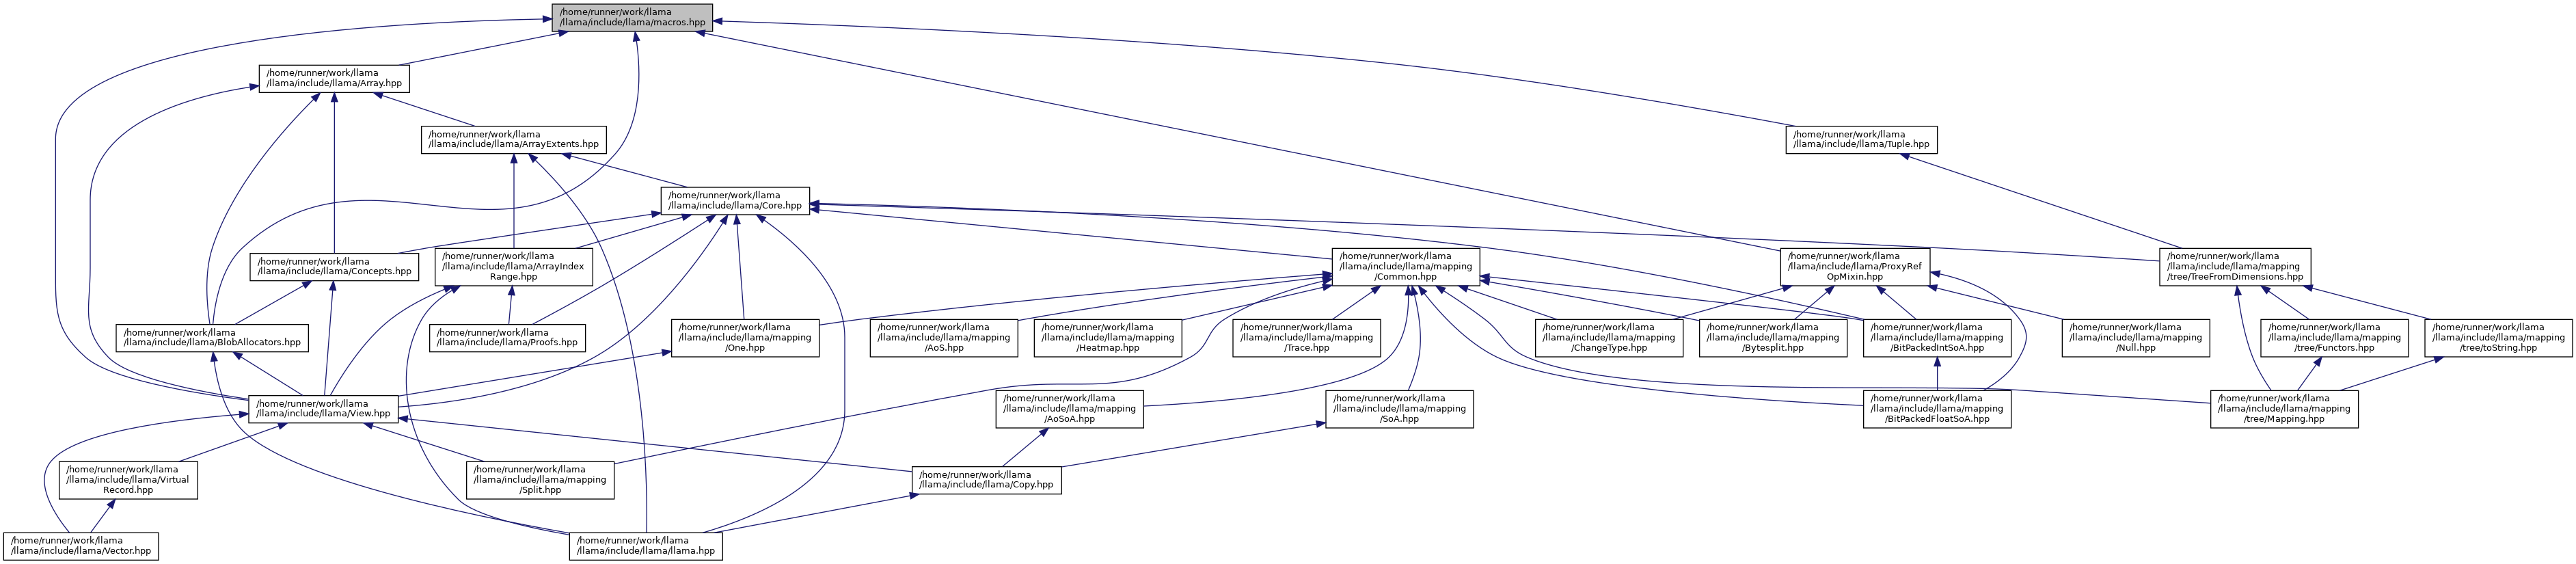 /home/runner/work/llama
/llama/include/llama/macros.hpp
/home/runner/work/llama
/llama/include/llama/Array.hpp
/home/runner/work/llama
/llama/include/llama/ArrayExtents.hpp
/home/runner/work/llama
/llama/include/llama/Tuple.hpp
/home/runner/work/llama
/llama/include/llama/Core.hpp
/home/runner/work/llama
/llama/include/llama/Concepts.hpp
/home/runner/work/llama
/llama/include/llama/ArrayIndex
Range.hpp
/home/runner/work/llama
/llama/include/llama/mapping
/Common.hpp
/home/runner/work/llama
/llama/include/llama/ProxyRef
OpMixin.hpp
/home/runner/work/llama
/llama/include/llama/mapping
/tree/TreeFromDimensions.hpp
/home/runner/work/llama
/llama/include/llama/BlobAllocators.hpp
/home/runner/work/llama
/llama/include/llama/Proofs.hpp
/home/runner/work/llama
/llama/include/llama/mapping
/One.hpp
/home/runner/work/llama
/llama/include/llama/mapping
/AoS.hpp
/home/runner/work/llama
/llama/include/llama/mapping
/Heatmap.hpp
/home/runner/work/llama
/llama/include/llama/mapping
/Trace.hpp
/home/runner/work/llama
/llama/include/llama/mapping
/ChangeType.hpp
/home/runner/work/llama
/llama/include/llama/mapping
/Bytesplit.hpp
/home/runner/work/llama
/llama/include/llama/mapping
/BitPackedIntSoA.hpp
/home/runner/work/llama
/llama/include/llama/mapping
/Null.hpp
/home/runner/work/llama
/llama/include/llama/mapping
/tree/Functors.hpp
/home/runner/work/llama
/llama/include/llama/mapping
/tree/toString.hpp
/home/runner/work/llama
/llama/include/llama/View.hpp
/home/runner/work/llama
/llama/include/llama/mapping
/AoSoA.hpp
/home/runner/work/llama
/llama/include/llama/mapping
/SoA.hpp
/home/runner/work/llama
/llama/include/llama/mapping
/BitPackedFloatSoA.hpp
/home/runner/work/llama
/llama/include/llama/mapping
/tree/Mapping.hpp
/home/runner/work/llama
/llama/include/llama/Virtual
Record.hpp
/home/runner/work/llama
/llama/include/llama/mapping
/Split.hpp
/home/runner/work/llama
/llama/include/llama/Copy.hpp
/home/runner/work/llama
/llama/include/llama/Vector.hpp
/home/runner/work/llama
/llama/include/llama/llama.hpp